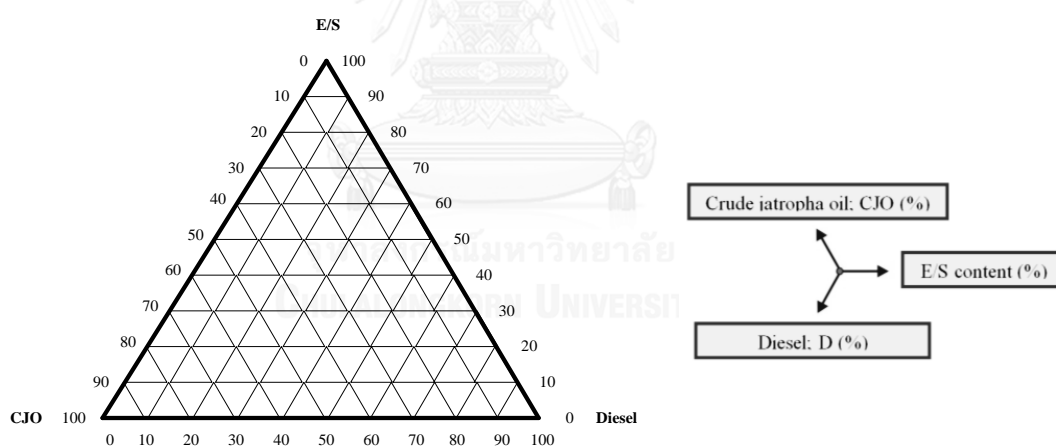 E/S
0 100
10 90
20 80
30 70
40 60
50 50
60 40
70 30
80 20
90 10
CJO 100 0 Diesel
0 10 20 30 40 50 60 70 80 90 100
Crude jatropha oil; CJO (%)
E/S content (%)
Diesel; D (%)
CHULALONGKORN UNIVERSIT